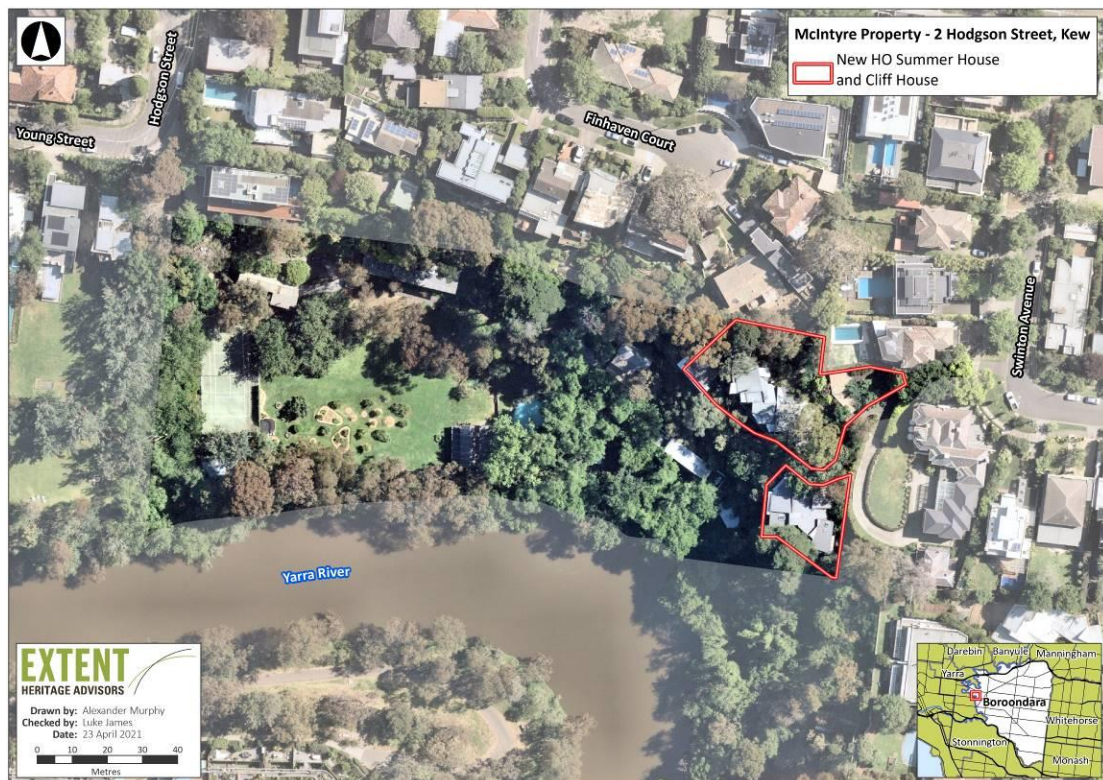 McIntyre Property - 2 Hodgson Street, Kew
New HO Summer House
and Cliff House
Hodgson Street
Young Street
Finhaven Court
Swinton Avenue
Yarra River
EXTENT
HERITAGE ADVISORS
Drawn by: Alexander Murphy
Checked by: Luke James
Date: 23 April 2021
0 10 20 30 40
Metres
Darebin Banyule Manningham
Yarra
Boroondara
Whitehorse
Stonnington
Monash